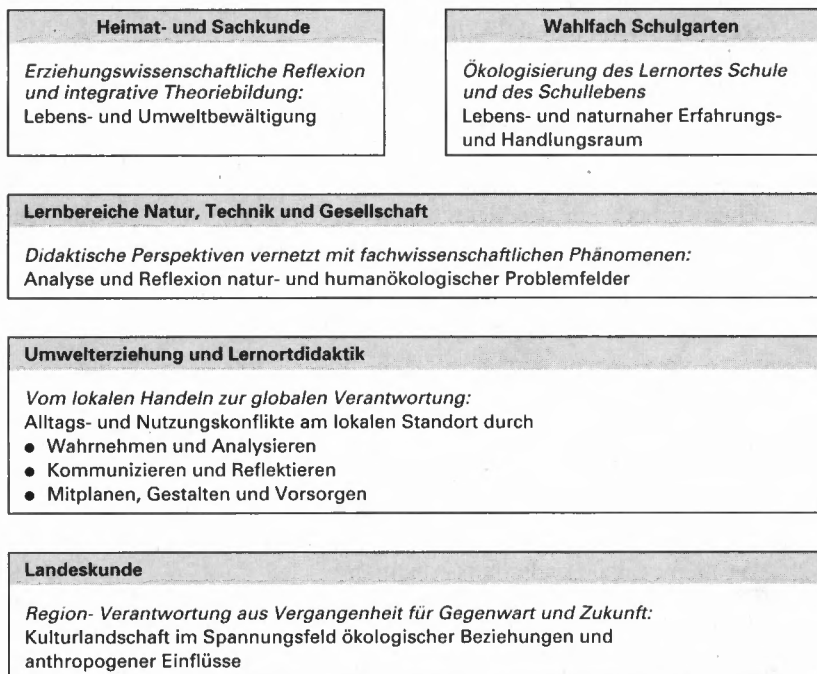 Heimat- und Sachkunde
Erziehungswissenschaftliche Reflexion
und integrative Theoriebildung:
Lebens- und Umweltbewältigung
Wahlfach Schulgarten
Ökologisierung des Lernortes Schule
und des Schullebens
Lebens- und naturnaher Erfahrungs-
und Handlungsraum
Lernbereiche Natur, Technik und Gesellschaft
Didaktische Perspektiven vernetzt mit fachwissenschaftlichen Phänomenen:
Analyse und Reflexion natur- und humanökologischer Problemfelder
Umwelterziehung und Lernortdidaktik
Vom lokalen Handeln zur globalen Verantwortung:
Alltags- und Nutzungskonflikte am lokalen Standort durch
● Wahrnehmen und Analysieren
● Kommunizieren und Reflektieren
● Mitplanen, Gestalten und Vorsorgen
Landeskunde
Region- Verantwortung aus Vergangenheit für Gegenwart und Zukunft:
Kulturlandschaft im Spannungsfeld ökologischer Beziehungen und
anthropogener Einflüsse